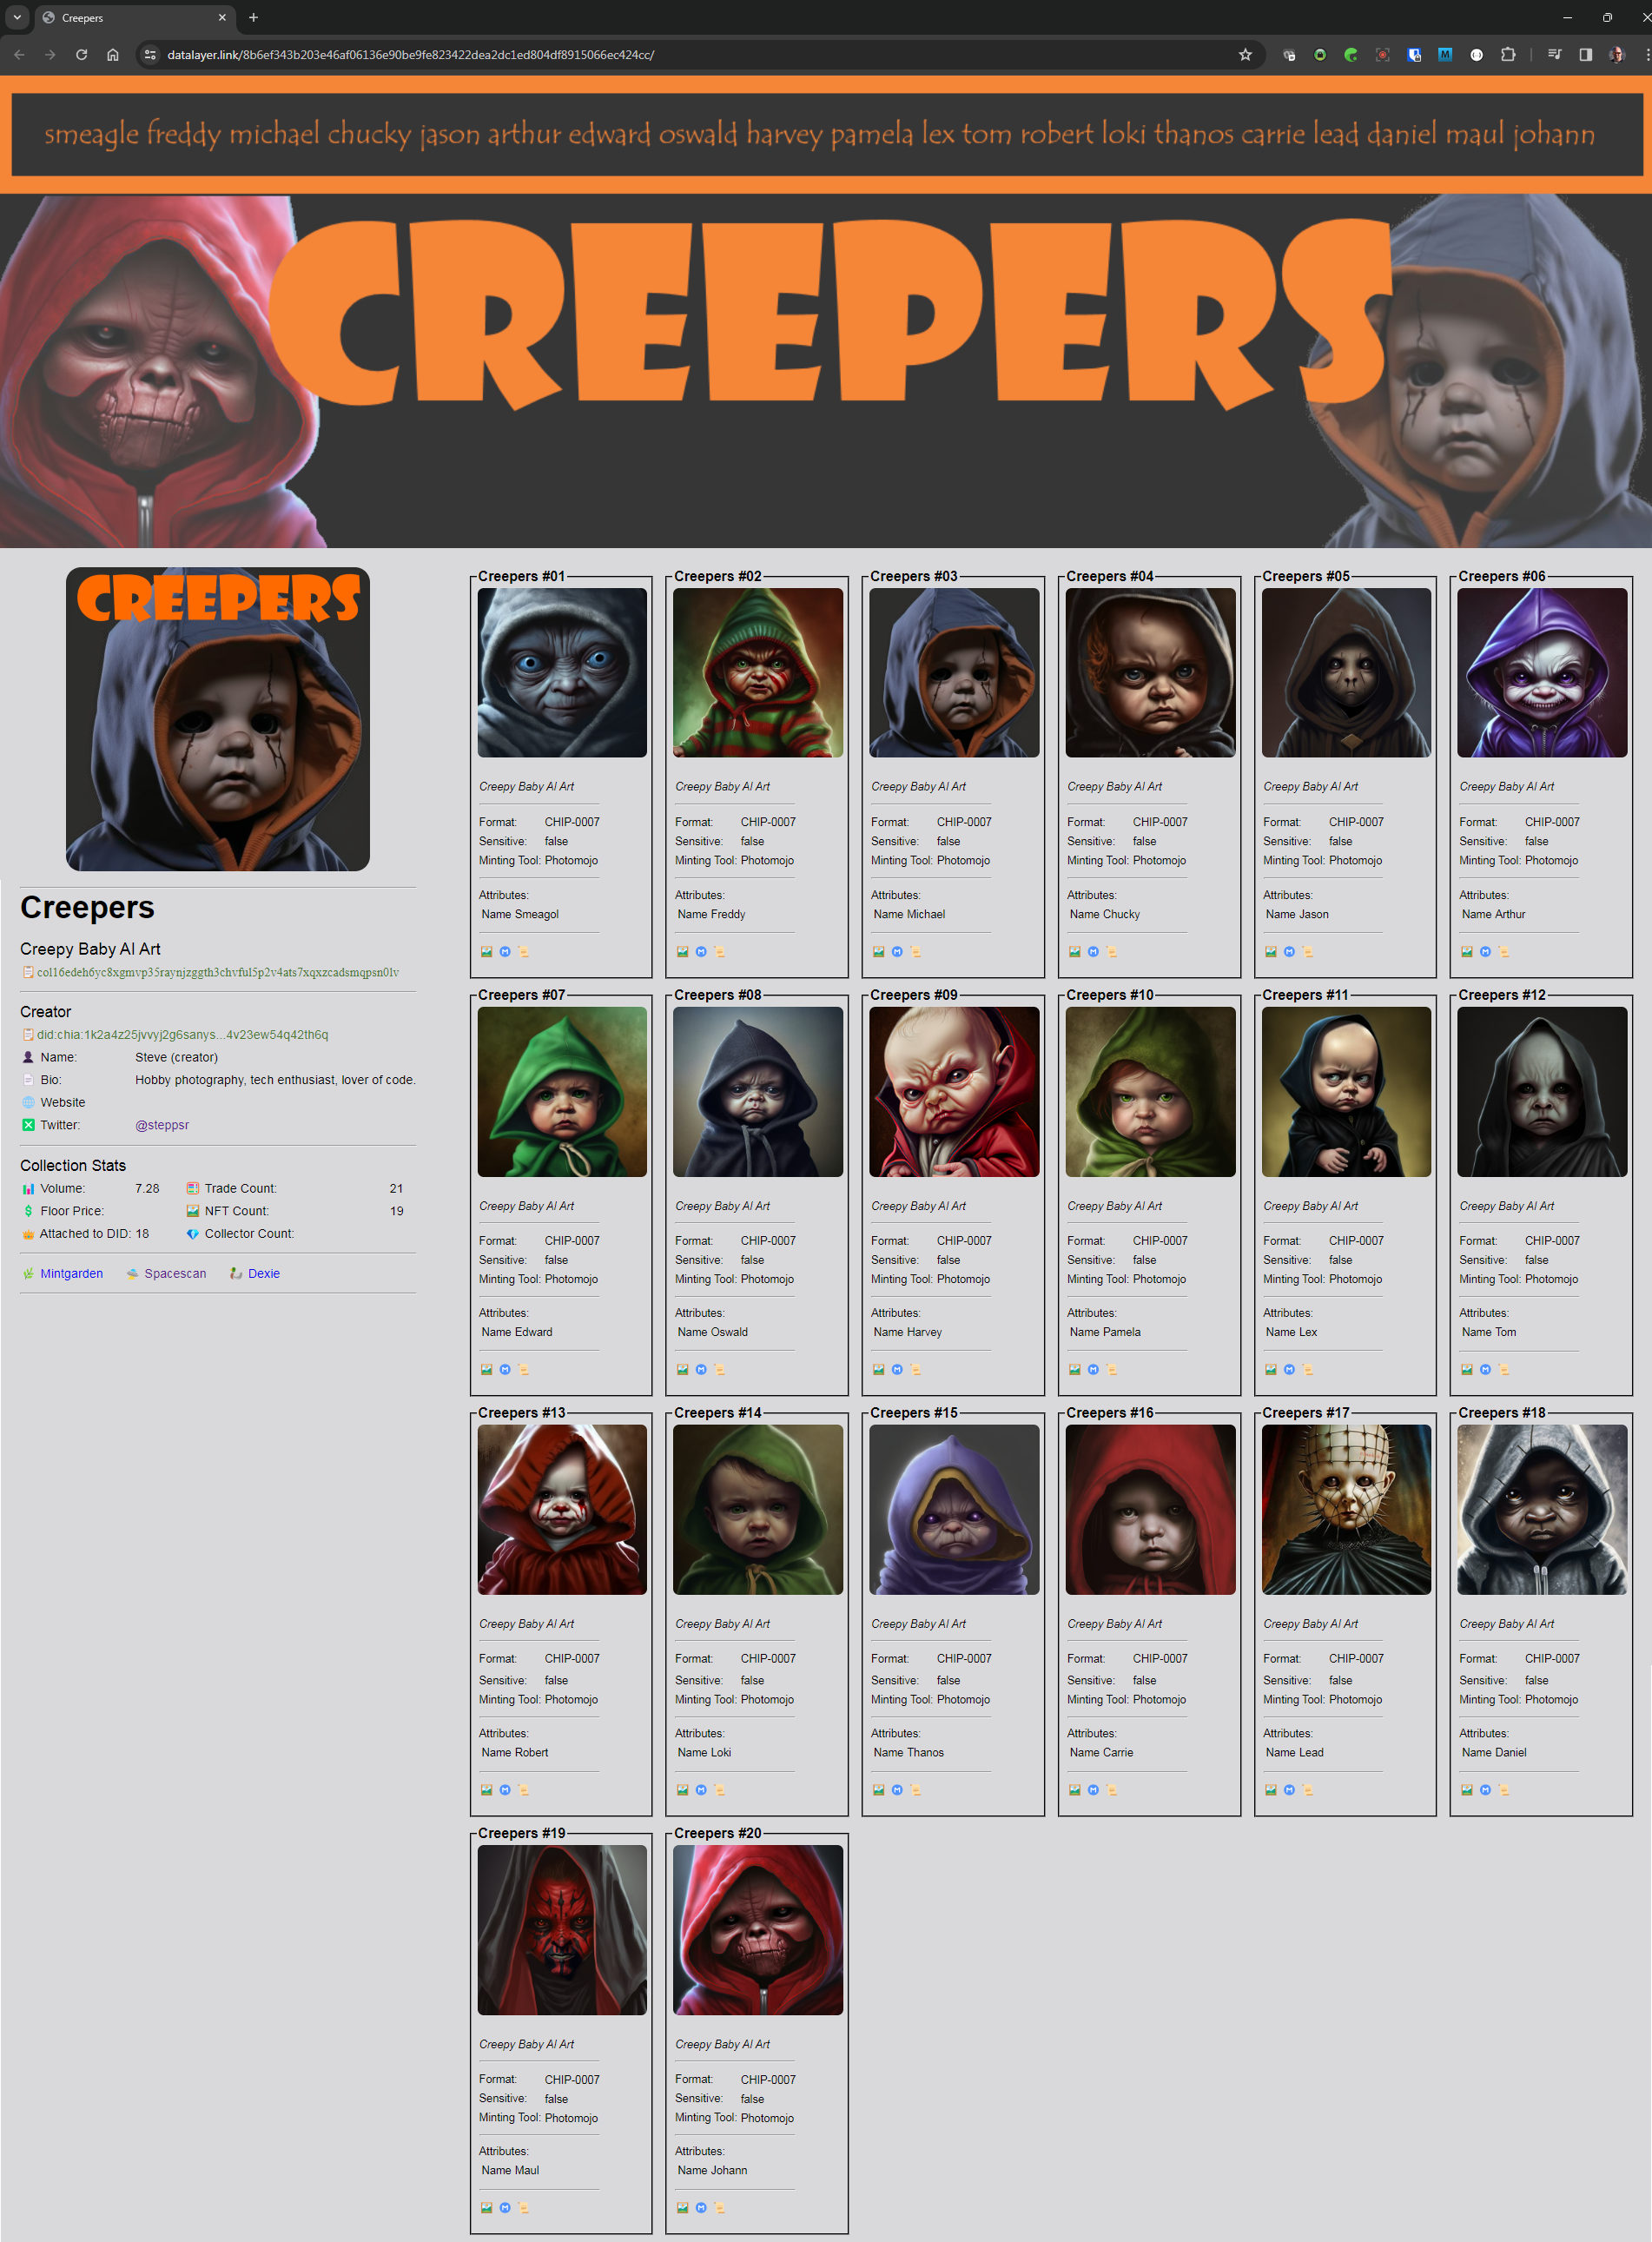 Creepers
datalayer.link/8b6ef343b203e46af06136e90be9fe823422dea2dc1ed804df8915066ec424cc/
smeagle freddy michael chucky jason arthur edward oswald harvey pamela lex tom robert loki thanos carrie lead daniel maul johann
CREEPERS
CREEPERS
Creepers
Creepy Baby AI Art
col16edeh6yc8xgmvp35raynjzggth3chvful5p2v4ats7xqxzcadsmqpsn0lv
Creator
did:chia:1k2a4z25jvvyj2g6sanys...4v23ew54q42th6q
Name: Steve (creator)
Bio: Hobby photography, tech enthusiast, lover of code.
Website
Twitter: @steppsr
Collection Stats
Volume: 7.28 Trade Count: 21
Floor Price: NFT Count: 19
Attached to DID: 18 Collector Count:
Mintgarden Spacescan Dexie
Creepers #01 Creepers #02 Creepers #03 Creepers #04 Creepers #05 Creepers #06
Creepy Baby AI Art Creepy Baby AI Art Creepy Baby AI Art Creepy Baby AI Art Creepy Baby AI Art Creepy Baby AI Art
Format: CHIP-0007 Format: CHIP-0007 Format: CHIP-0007 Format: CHIP-0007 Format: CHIP-0007 Format: CHIP-0007
Sensitive: false Sensitive: false Sensitive: false Sensitive: false Sensitive: false Sensitive: false
Minting Tool: Photomojo Minting Tool: Photomojo Minting Tool: Photomojo Minting Tool: Photomojo Minting Tool: Photomojo Minting Tool: Photomojo
Attributes: Attributes: Attributes: Attributes: Attributes: Attributes:
Name Smeagol Name Freddy Name Michael Name Chucky Name Jason Name Arthur
Creepers #07 Creepers #08 Creepers #09 Creepers #10 Creepers #11 Creepers #12
Creepy Baby AI Art Creepy Baby AI Art Creepy Baby AI Art Creepy Baby AI Art Creepy Baby AI Art Creepy Baby AI Art
Format: CHIP-0007 Format: CHIP-0007 Format: CHIP-0007 Format: CHIP-0007 Format: CHIP-0007 Format: CHIP-0007
Sensitive: false Sensitive: false Sensitive: false Sensitive: false Sensitive: false Sensitive: false
Minting Tool: Photomojo Minting Tool: Photomojo Minting Tool: Photomojo Minting Tool: Photomojo Minting Tool: Photomojo Minting Tool: Photomojo
Attributes: Attributes: Attributes: Attributes: Attributes: Attributes:
Name Edward Name Oswald Name Harvey Name Pamela Name Lex Name Tom
Creepers #13 Creepers #14 Creepers #15 Creepers #16 Creepers #17 Creepers #18
Creepy Baby AI Art Creepy Baby AI Art Creepy Baby AI Art Creepy Baby AI Art Creepy Baby AI Art Creepy Baby AI Art
Format: CHIP-0007 Format: CHIP-0007 Format: CHIP-0007 Format: CHIP-0007 Format: CHIP-0007 Format: CHIP-0007
Sensitive: false Sensitive: false Sensitive: false Sensitive: false Sensitive: false Sensitive: false
Minting Tool: Photomojo Minting Tool: Photomojo Minting Tool: Photomojo Minting Tool: Photomojo Minting Tool: Photomojo Minting Tool: Photomojo
Attributes: Attributes: Attributes: Attributes: Attributes: Attributes:
Name Robert Name Loki Name Thanos Name Carrie Name Lead Name Daniel
Creepers #19 Creepers #20
Creepy Baby AI Art Creepy Baby AI Art
Format: CHIP-0007 Format: CHIP-0007
Sensitive: false Sensitive: false
Minting Tool: Photomojo Minting Tool: Photomojo
Attributes: Attributes:
Name Maul Name Johann